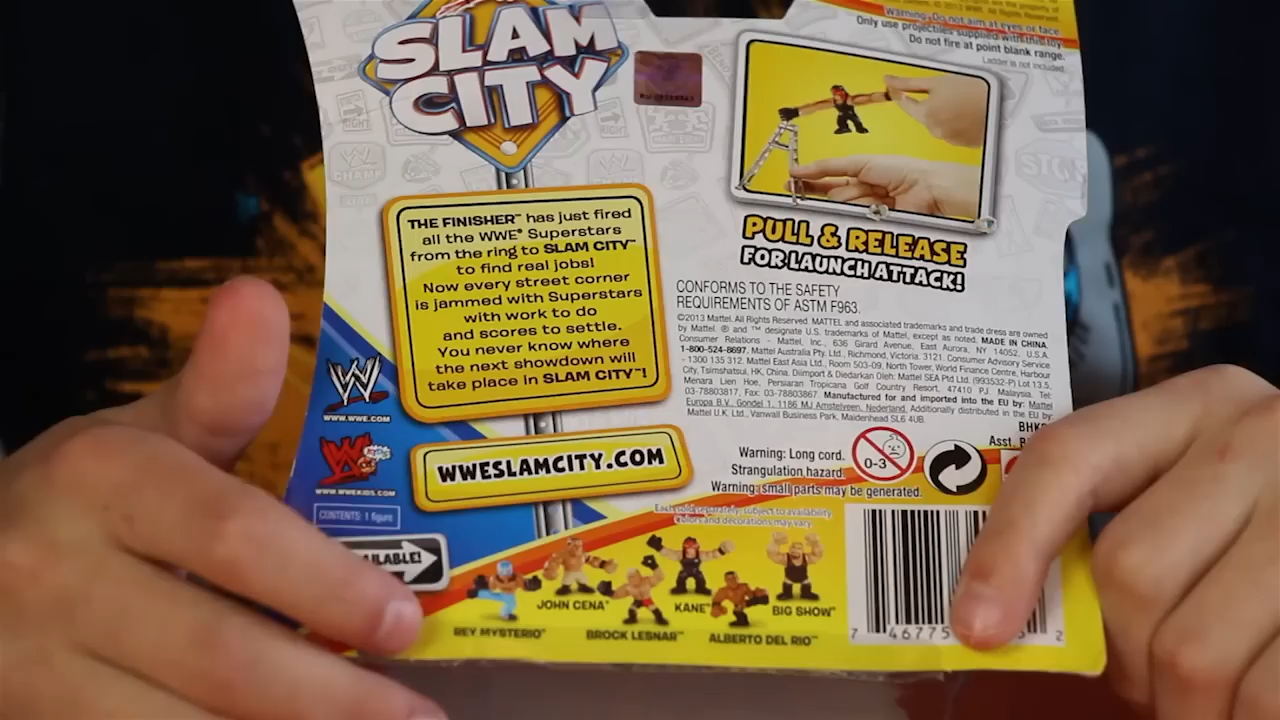 SLAM
CITY
© 2013 WWE. All Rights Reserved.
Warning: Do not aim at eyes or face.
Only use projectiles supplied with this toy.
Do not fire at point blank range.
Ladder is not included.
THE FINISHER™ has just fired
all the WWE® Superstars
from the ring to SLAM CITY™
to find real jobs!
Now every street corner
is jammed with Superstars
with work to do
and scores to settle.
You never know where
the next showdown will
take place in SLAM CITY™!
PULL & RELEASE
FOR LAUNCH ATTACK!
CONFORMS TO THE SAFETY
REQUIREMENTS OF ASTM F963.
©2013 Mattel. All Rights Reserved. MATTEL and associated trademarks and trade dress are owned
by Mattel. ® and ™ designate U.S. trademarks of Mattel, except as noted. MADE IN CHINA.
Consumer Relations - Mattel, Inc., 636 Girard Avenue, East Aurora, NY 14052, U.S.A.
1-800-524-8697. Mattel Australia Pty. Ltd., Richmond, Victoria. 3121. Consumer Advisory Service
- 1300 135 312. Mattel East Asia Ltd., Room 503-09, North Tower, World Finance Centre, Harbour
City, Tsimshatsui, HK, China. Diimport & Diedarkan Oleh: Mattel SEA Ptd Ltd. (993532-P) Lot 13.5,
Menara Lien Hoe, Persiaran Tropicana Golf Country Resort, 47410 PJ. Malaysia. Tel:
03-78803817, Fax: 03-78803867. Manufactured for and imported into the EU by: Mattel
Europa B.V., Gondel 1, 1186 MJ Amstelveen, Nederland. Additionally distributed in the EU by:
Mattel U.K. Ltd., Vanwall Business Park, Maidenhead SL6 4UB.
Asst.
W
WWW.WWE.COM
WWW.WWEKIDS.COM
WWESLAMCITY.COM
Warning: Long cord.
Strangulation hazard.
Warning: small parts may be generated.
0-3
CONTENTS: 1 figure
Each sold separately, subject to availability.
Colors and decorations may vary.
REY MYSTERIO™
JOHN CENA™
BROCK LESNAR™
KANE™
ALBERTO DEL RIO™
BIG SHOW™
7 46775 2
CHAMP
RIGHT
STOP